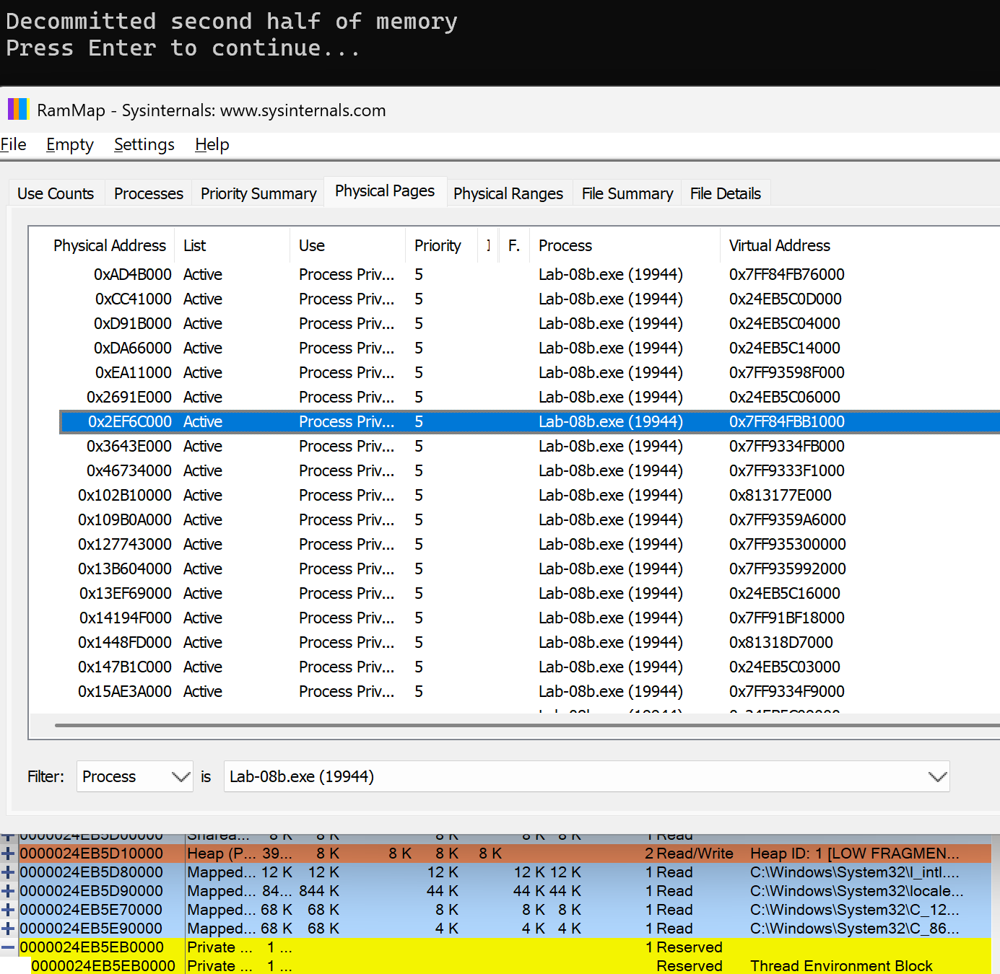 Decommitted second half of memory
Press Enter to continue...
RamMap - Sysinternals: www.sysinternals.com
File Empty Settings Help
Use Counts Processes Priority Summary Physical Pages Physical Ranges File Summary File Details
Physical Address List Use Priority F. Process Virtual Address
0xAD4B000 Active Process Priv... 5 Lab-08b.exe (19944) 0x7FF84FB76000
0xCC41000 Active Process Priv... 5 Lab-08b.exe (19944) 0x24EB5C0D000
0xD91B000 Active Process Priv... 5 Lab-08b.exe (19944) 0x24EB5C04000
0xDA66000 Active Process Priv... 5 Lab-08b.exe (19944) 0x24EB5C14000
0xEA11000 Active Process Priv... 5 Lab-08b.exe (19944) 0x7FF93598F000
0x2691E000 Active Process Priv... 5 Lab-08b.exe (19944) 0x24EB5C06000
0x2EF6C000 Active Process Priv... 5 Lab-08b.exe (19944) 0x7FF84FBB1000
0x3643E000 Active Process Priv... 5 Lab-08b.exe (19944) 0x7FF9334FB000
0x46734000 Active Process Priv... 5 Lab-08b.exe (19944) 0x7FF9333F1000
0x102B10000 Active Process Priv... 5 Lab-08b.exe (19944) 0x813177E000
0x109B0A000 Active Process Priv... 5 Lab-08b.exe (19944) 0x7FF9359A6000
0x127743000 Active Process Priv... 5 Lab-08b.exe (19944) 0x7FF935300000
0x13B604000 Active Process Priv... 5 Lab-08b.exe (19944) 0x7FF935992000
0x13EF69000 Active Process Priv... 5 Lab-08b.exe (19944) 0x24EB5C16000
0x14194F000 Active Process Priv... 5 Lab-08b.exe (19944) 0x7FF91BF18000
0x1448FD000 Active Process Priv... 5 Lab-08b.exe (19944) 0x81318D7000
0x147B1C000 Active Process Priv... 5 Lab-08b.exe (19944) 0x24EB5C03000
0x15AE3A000 Active Process Priv... 5 Lab-08b.exe (19944) 0x7FF9334F9000
Filter: Process is Lab-08b.exe (19944)
0000024EB5D00000 Sharea... 8 K 8 K 8 K 8 K 8 K 1 Read
0000024EB5D10000 Heap (P... 39... 8 K 8 K 8 K 8 K 2 Read/Write Heap ID: 1 [LOW FRAGMEN...
0000024EB5D80000 Mapped... 12 K 12 K 12 K 12 K 12 K 1 Read C:\Windows\System32\l_intl....
0000024EB5D90000 Mapped... 84... 844 K 44 K 44 K 44 K 1 Read C:\Windows\System32\locale...
0000024EB5E70000 Mapped... 68 K 68 K 8 K 8 K 8 K 1 Read C:\Windows\System32\C_12...
0000024EB5E90000 Mapped... 68 K 68 K 4 K 4 K 4 K 1 Read C:\Windows\System32\C_86...
0000024EB5EB0000 Private ... 1 ... 1 Reserved
0000024EB5EB0000 Private ... 1 ... Reserved Thread Environment Block